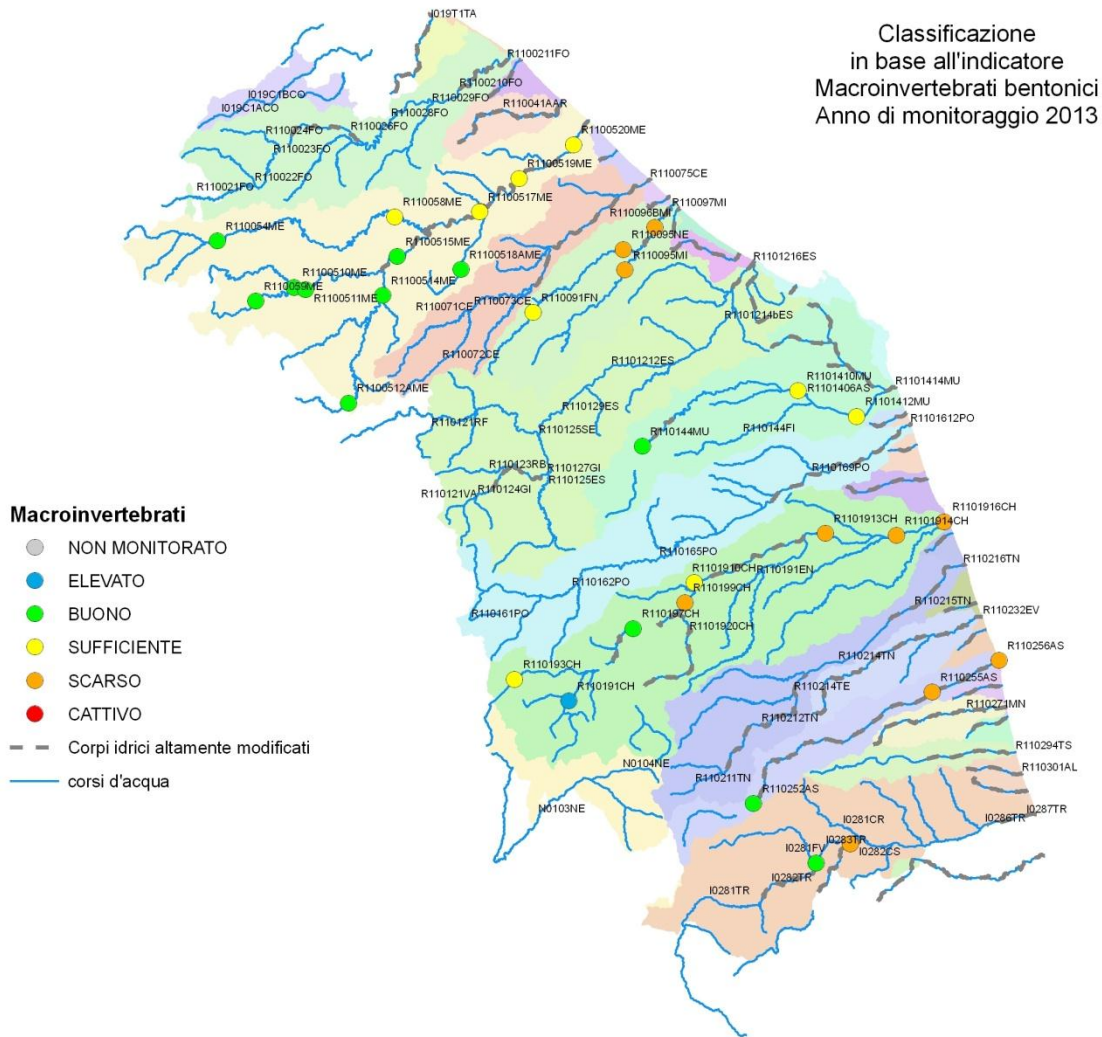 Classificazione
in base all'indicatore
Macroinvertebrati bentonici
Anno di monitoraggio 2013
I019T1TA
R1100211FO
R1100210FO
R110029FO
R110041AAR
I019C1BCO
I019C1ACO
R110028FO
R110026FO
R110024FO
R110023FO
R110022FO
R110021FO
R1100520ME
R1100519ME
R110075CE
R1100517ME
R110058ME
R110097MI
R110096BMI
R110054ME
R110095NE
R1100515ME
R110095MI
R1100518AME
R1101216ES
R1100510ME
R1100514ME
R110059ME
R1100511ME
R110073CE
R110091FN
R110071CE
R1101214bES
R110072CE
R1101212ES
R1101410MU
R1101414MU
R1101406AS
R1100512AME
R1101412MU
R110129ES
R1101612PO
R110121RF
R110125SE
R110144MU
R110144FI
R110123RB
R110127GI
R110169PO
R110124GI
R110125ES
R110121VA
R1101916CH
R1101913CH
R1101914CH
R110165PO
R110216TN
R1101910CH
R110191EN
R110162PO
R110199CH
R110215TN
R110161PO
R110197CH
R110232EV
R1101920CH
R110256AS
R110214TN
R110193CH
R110191CH
R110214TE
R110255AS
R110271MN
R110212TN
R110294TS
N0104NE
R110211TN
R110301AL
R110252AS
N0103NE
I0287TR
I0286TR
I0281CR
I0283TR
I0282CS
I0281FV
I0282TR
I0281TR
Macroinvertebrati
NON MONITORATO
ELEVATO
BUONO
SUFFICIENTE
SCARSO
CATTIVO
Corpi idrici altamente modificati
corsi d'acqua